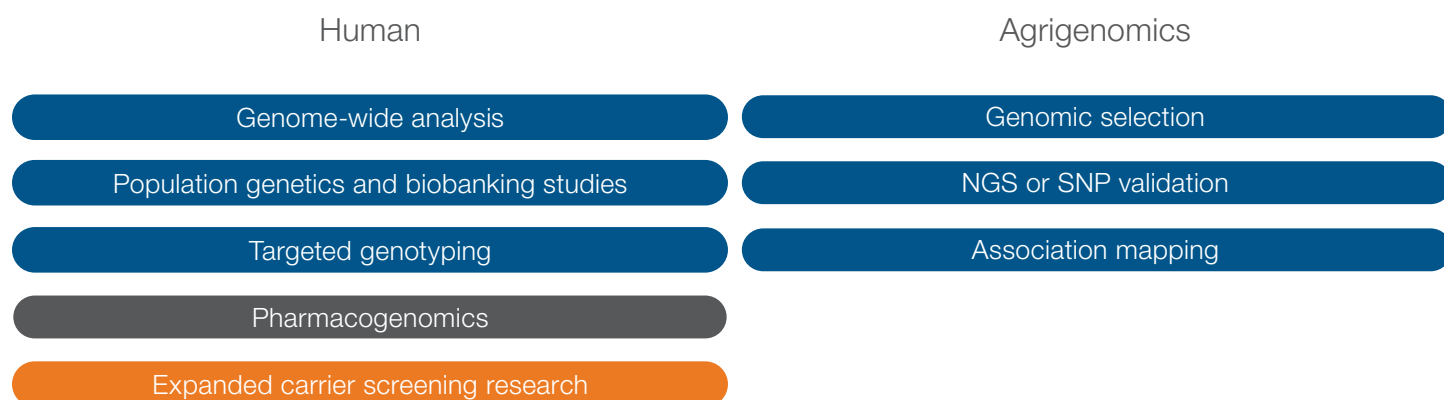 Human
Genome-wide analysis
Population genetics and biobanking studies
Targeted genotyping
Pharmacogenomics
Expanded carrier screening research
Agrigenomics
Genomic selection
NGS or SNP validation
Association mapping